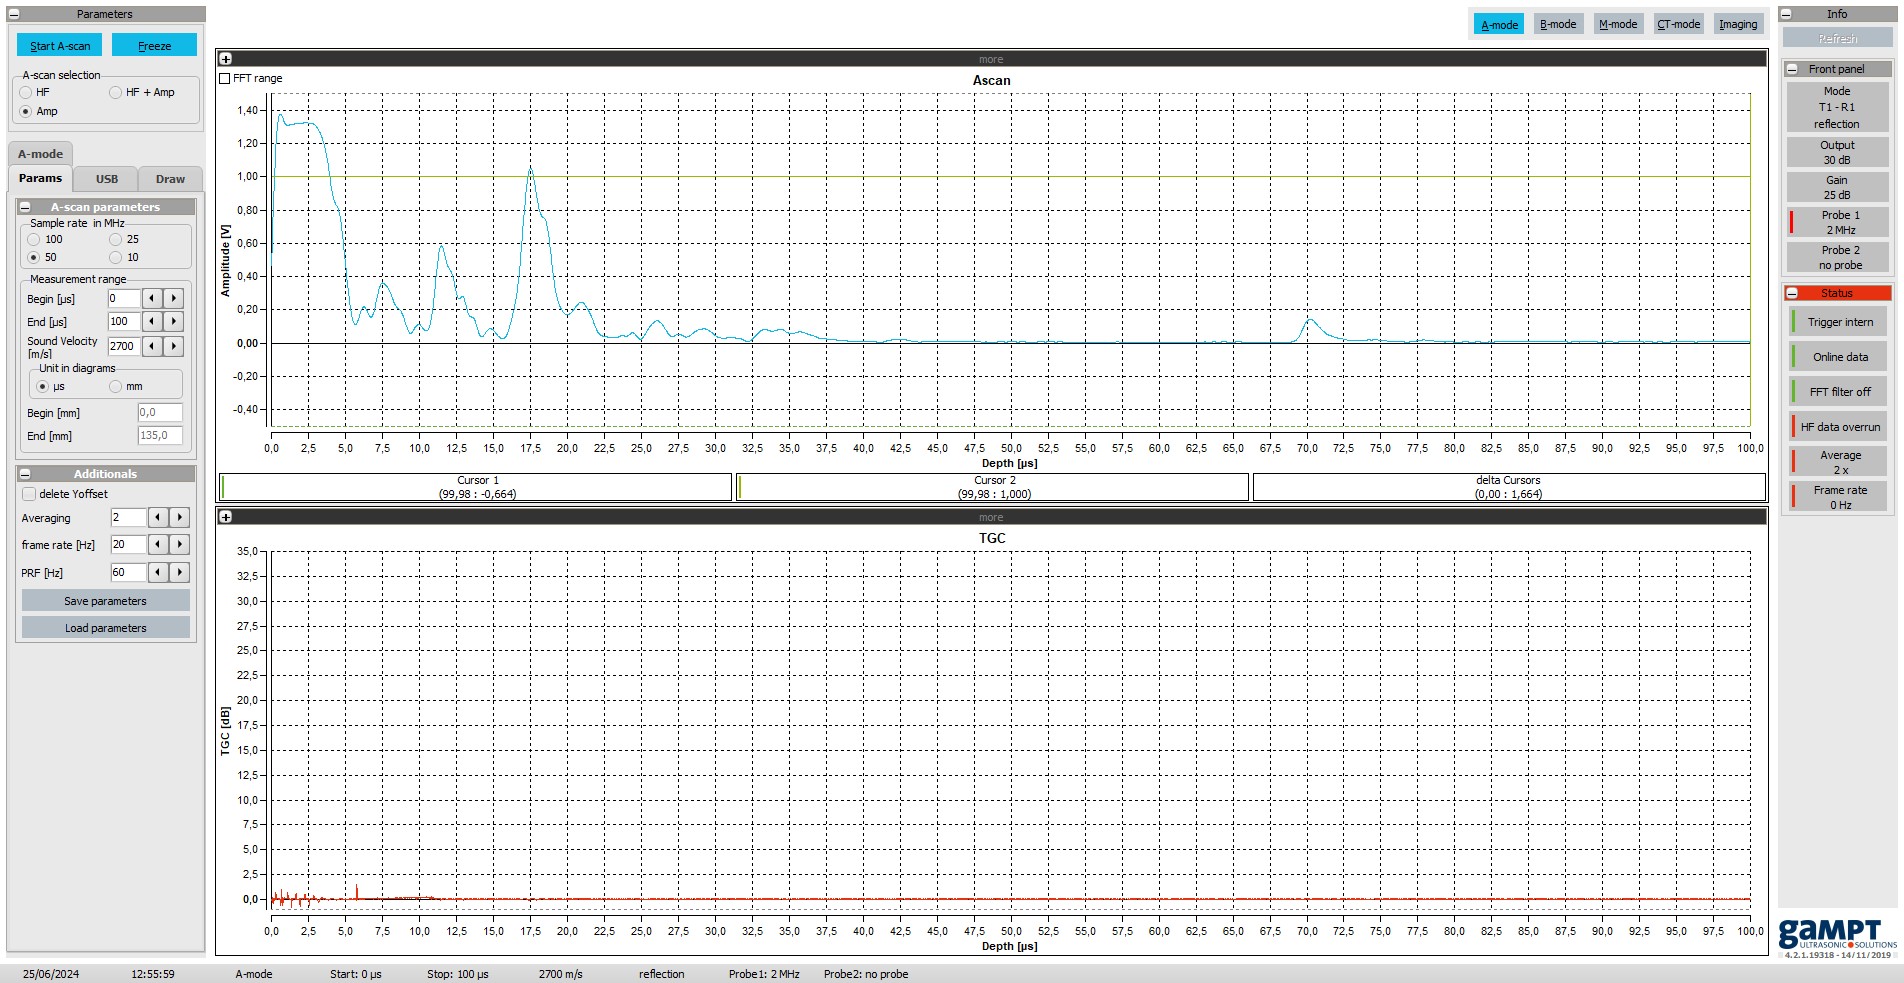 Parameters
Start A-scan
Freeze
A-scan selection
HF
HF + Amp
Amp
A-mode
Params
USB
Draw
A-scan parameters
Sample rate in MHz
100
25
50
10
Measurement range
Begin [µs]
0
End [µs]
100
Sound Velocity
[m/s]
2700
Unit in diagrams
µs
mm
Begin [mm]
0,0
End [mm]
135,0
Additionals
delete Yoffset
Averaging
2
frame rate [Hz]
20
PRF [Hz]
60
Save parameters
Load parameters
A-mode
B-mode
M-mode
CT-mode
Imaging
more
FFT range
Ascan
Amplitude [V]
1,40
1,20
1,00
0,80
0,60
0,40
0,20
0,00
-0,20
-0,40
0,0 2,5 5,0 7,5 10,0 12,5 15,0 17,5 20,0 22,5 25,0 27,5 30,0 32,5 35,0 37,5 40,0 42,5 45,0 47,5 50,0 52,5 55,0 57,5 60,0 62,5 65,0 67,5 70,0 72,5 75,0 77,5 80,0 82,5 85,0 87,5 90,0 92,5 95,0 97,5 100,0
Depth [µs]
Cursor 1
(99,98 : -0,664)
Cursor 2
(99,98 : 1,000)
delta Cursors
(0,00 : 1,664)
more
TGC
TGC [dB]
35,0
32,5
30,0
27,5
25,0
22,5
20,0
17,5
15,0
12,5
10,0
7,5
5,0
2,5
0,0
0,0 2,5 5,0 7,5 10,0 12,5 15,0 17,5 20,0 22,5 25,0 27,5 30,0 32,5 35,0 37,5 40,0 42,5 45,0 47,5 50,0 52,5 55,0 57,5 60,0 62,5 65,0 67,5 70,0 72,5 75,0 77,5 80,0 82,5 85,0 87,5 90,0 92,5 95,0 97,5 100,0
Depth [µs]
Info
Refresh
Front panel
Mode
T1 - R1
reflection
Output
30 dB
Gain
25 dB
Probe 1
2 MHz
Probe 2
no probe
Status
Trigger intern
Online data
FFT filter off
HF data overrun
Average
2 x
Frame rate
0 Hz
gaMPT
ULTRASONIC SOLUTIONS
4.2.1.19318 - 14/11/2019
25/06/2024 12:55:59 A-mode Start: 0 µs Stop: 100 µs 2700 m/s reflection Probe1: 2 MHz Probe2: no probe